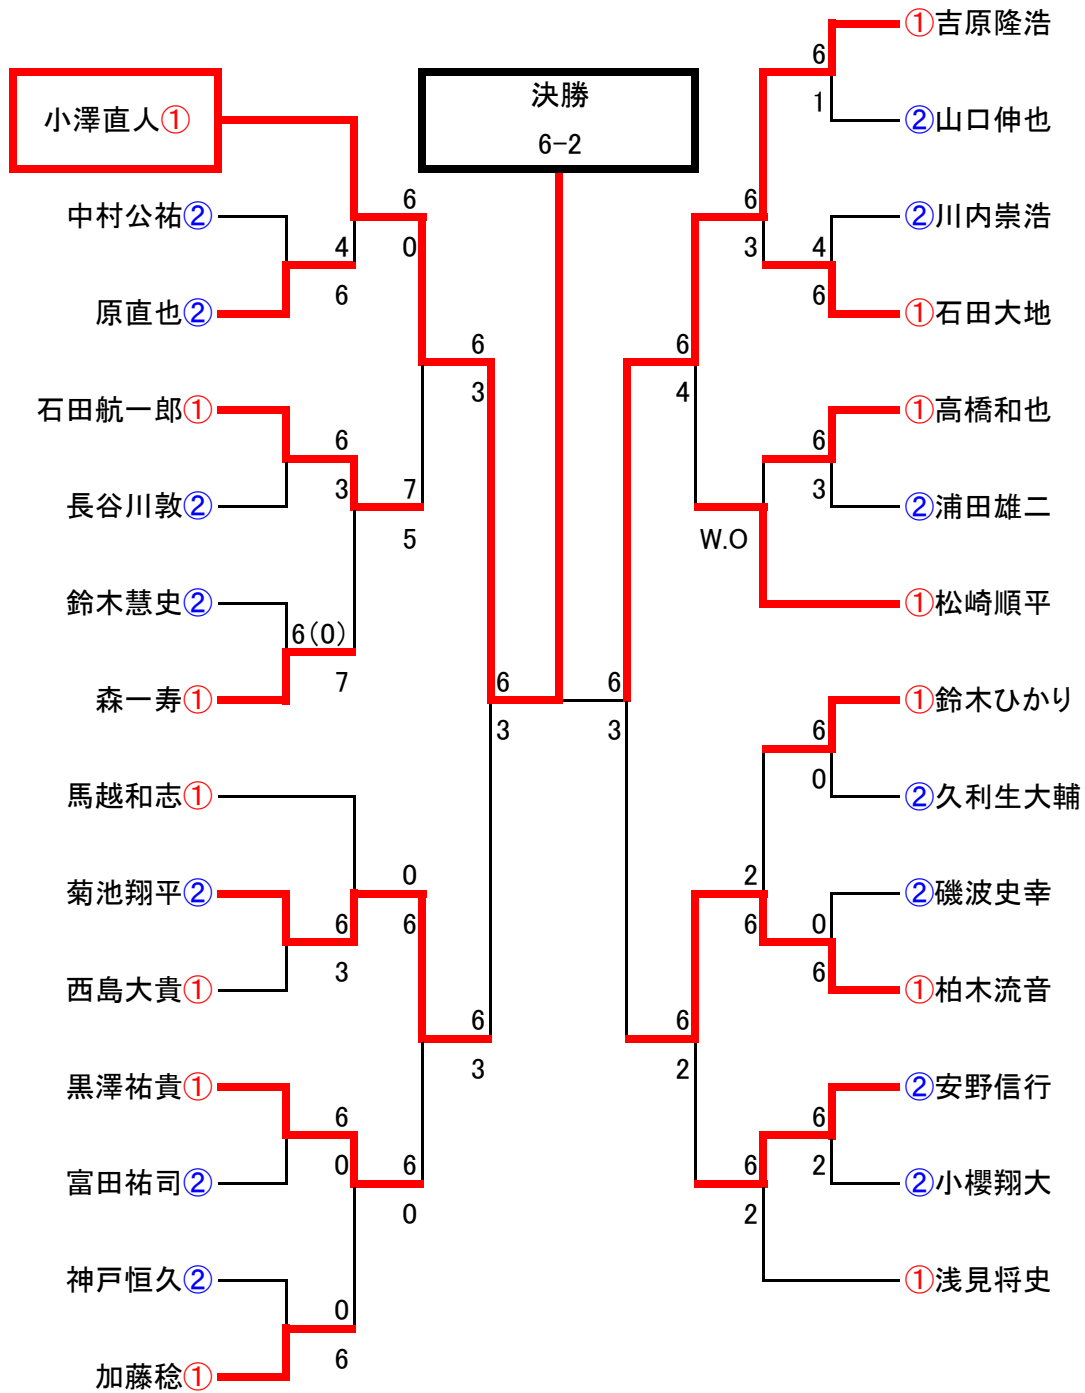 決勝
6-2
小澤直人①
中村公祐②
4
6
原直也②
6
0
石田航一郎①
6
3
長谷川敦②
7
5
鈴木慧史②
6(0)
7
森一寿①
6
3
馬越和志①
菊池翔平②
6
3
西島大貴①
0
6
黒澤祐貴①
6
0
富田祐司②
6
0
神戸恒久②
0
6
加藤稔①
6
3
6
3
①吉原隆浩
6
1
②山口伸也
②川内崇浩
4
6
①石田大地
6
3
①高橋和也
6
3
②浦田雄二
W.O
①松崎順平
6
4
①鈴木ひかり
6
0
②久利生大輔
②磯波史幸
0
6
①柏木流音
2
6
②安野信行
6
2
②小櫻翔大
6
2
①浅見将史
6
2
6
3